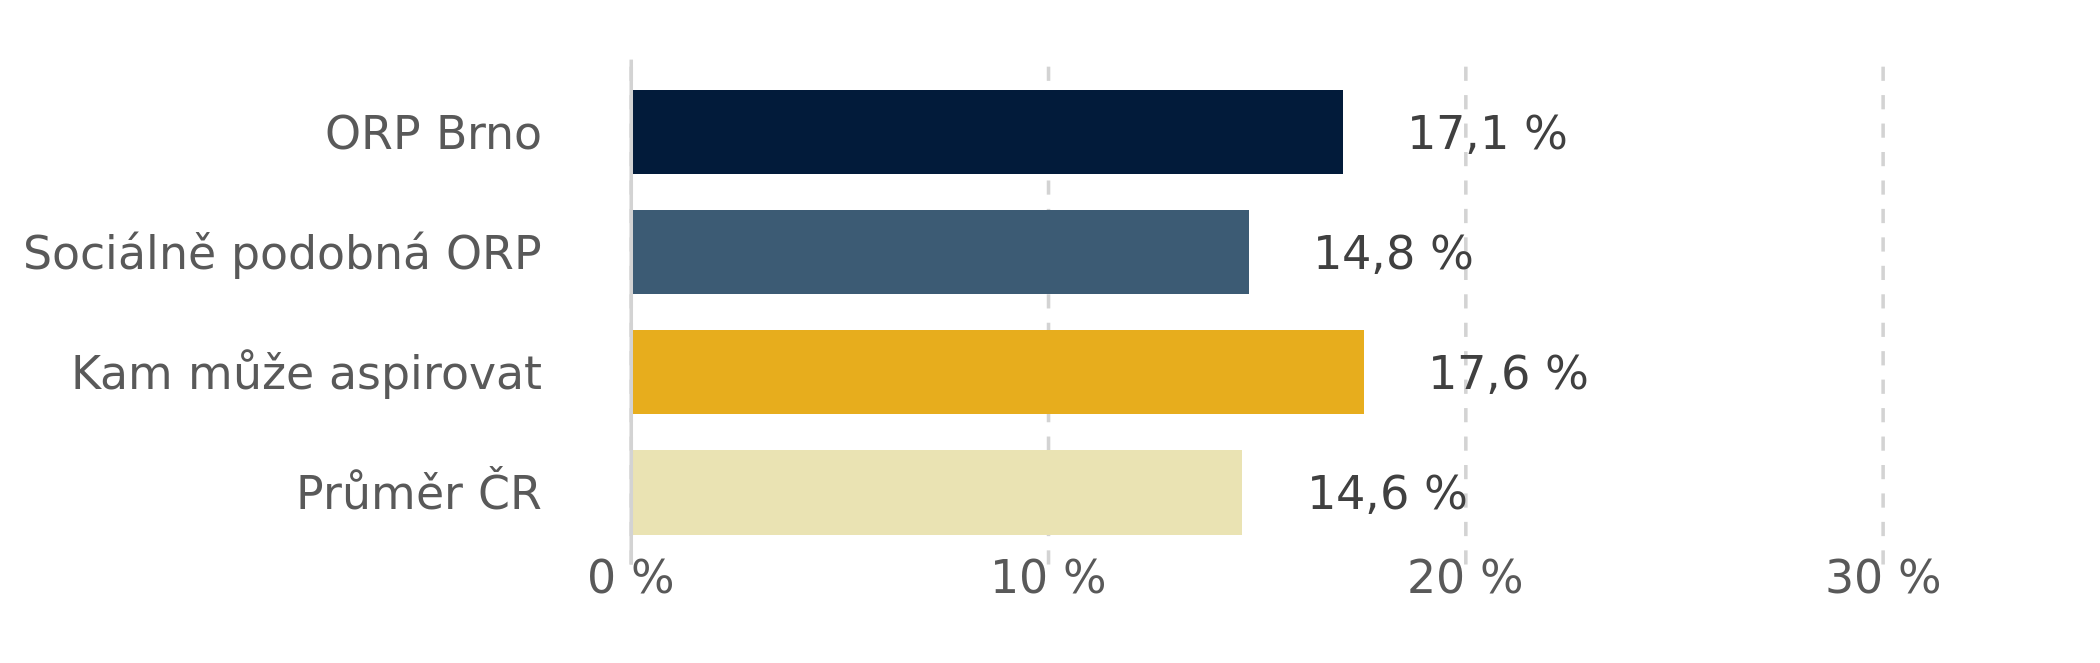 ORP Brno 17,1 %
Sociálně podobná ORP 14,8 %
Kam může aspirovat 17,6 %
Průměr ČR 14,6 %
0 % 10 % 20 % 30 %